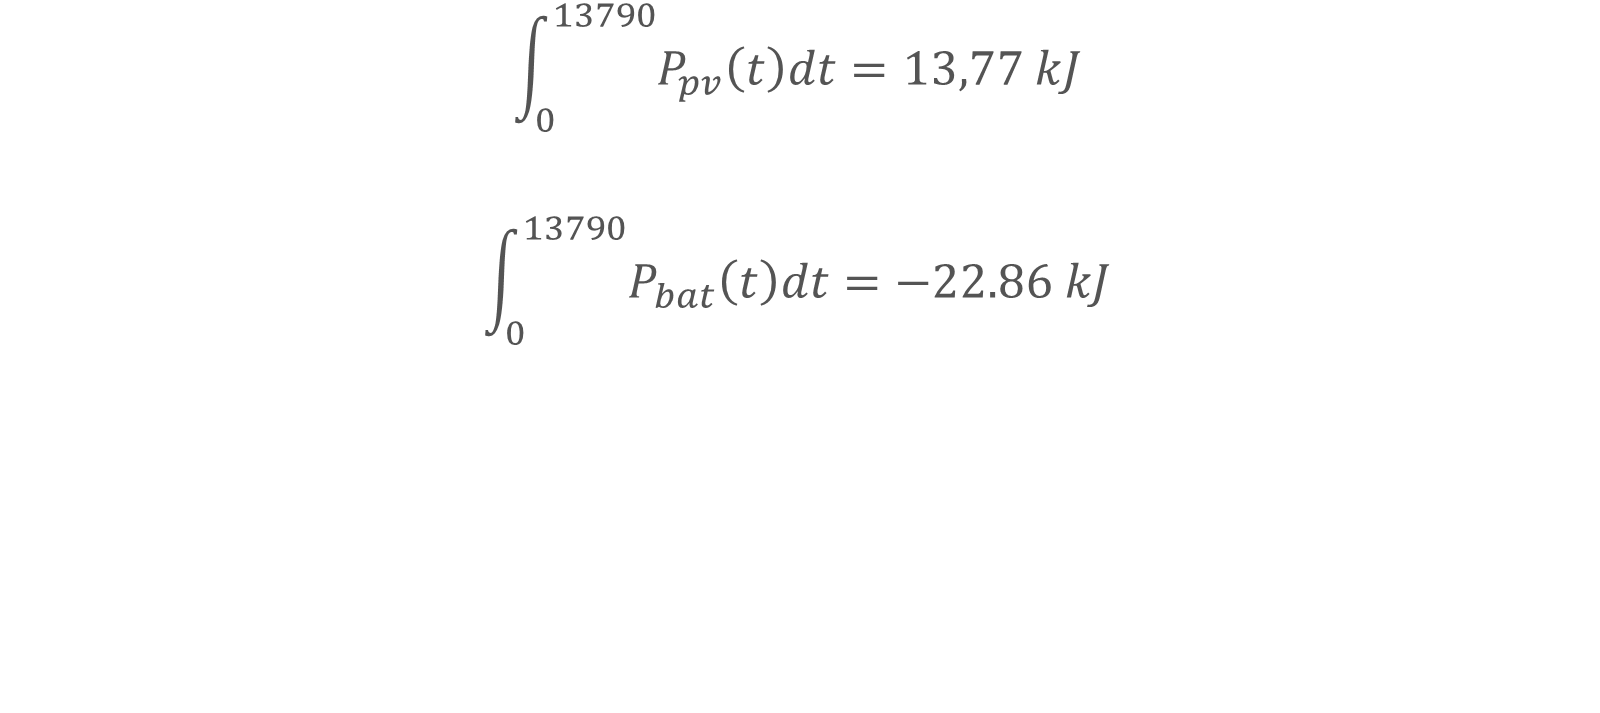 ∫₀¹³⁷⁹⁰ P_pv(t)dt = 13,77 kJ
∫₀¹³⁷⁹⁰ P_bat(t)dt = −22.86 kJ